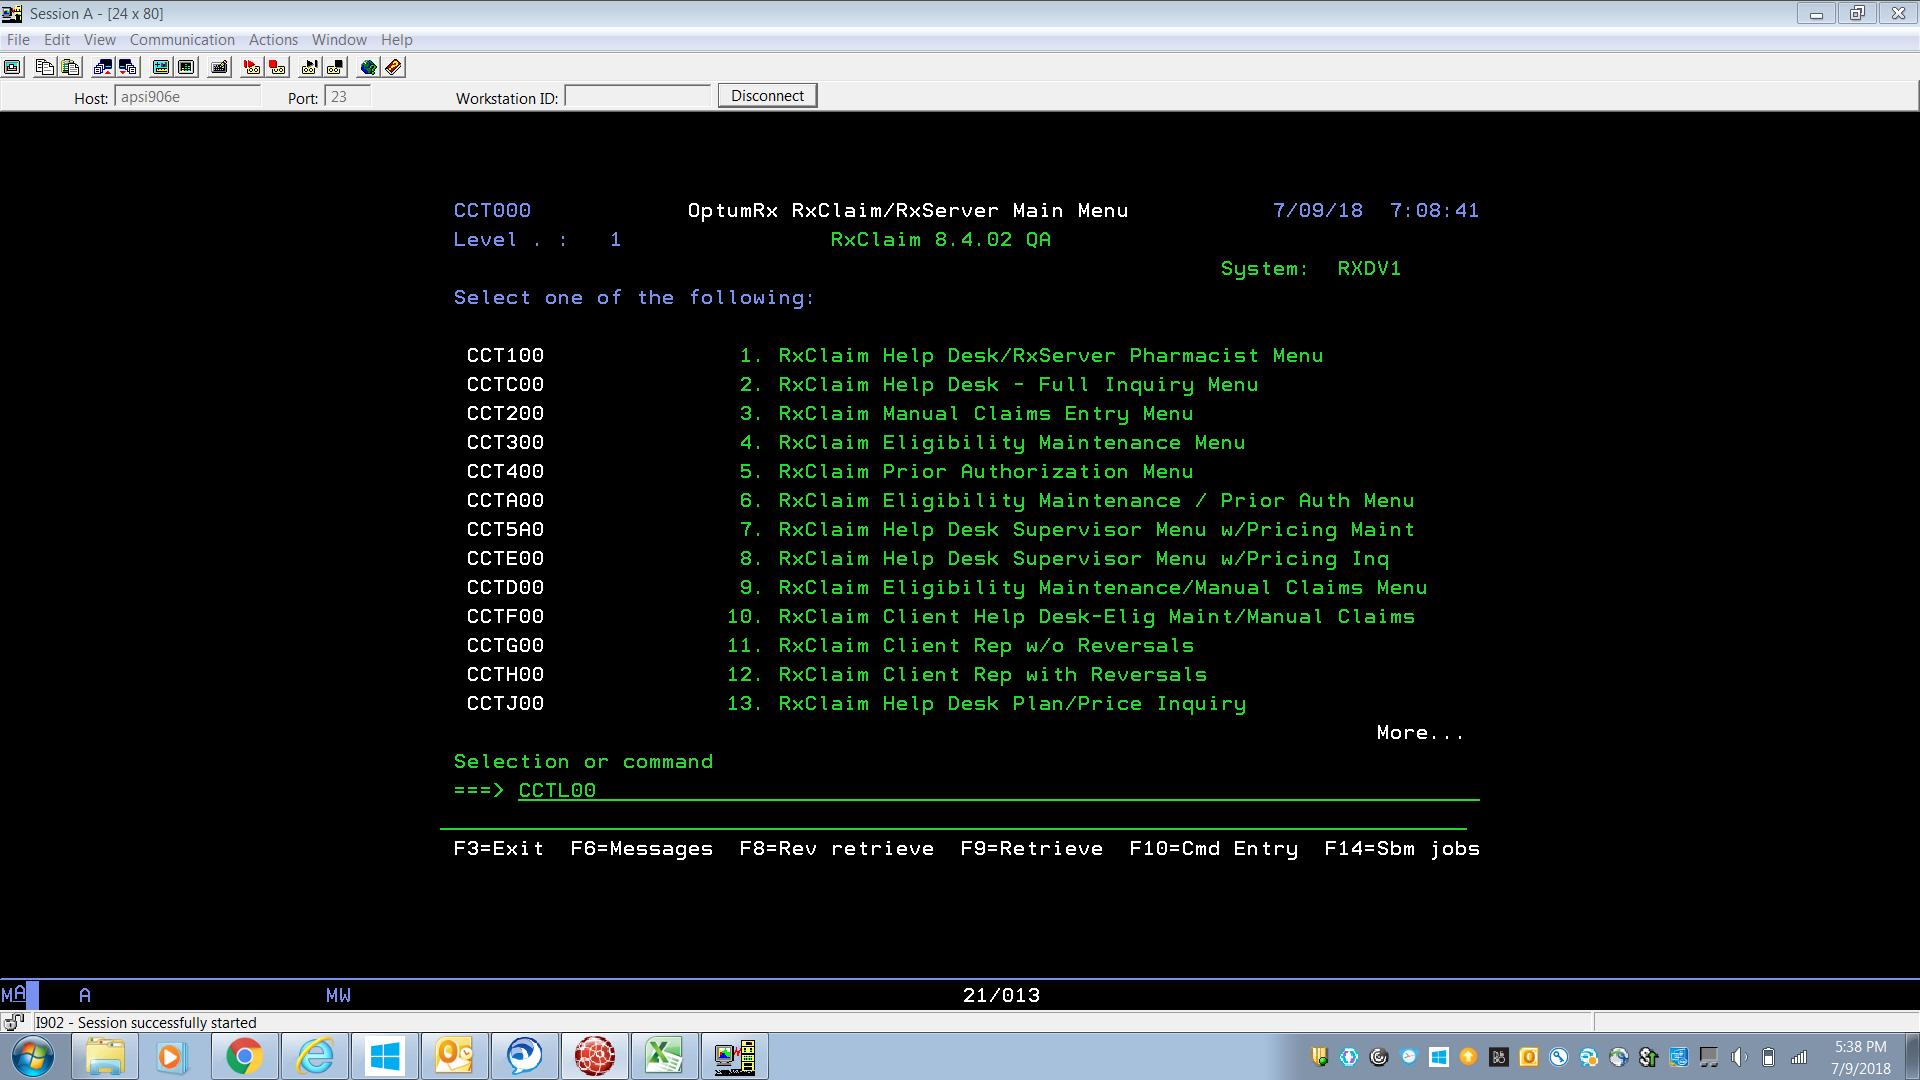 Session A - [24 x 80]
File Edit View Communication Actions Window Help
Host: apsi906e Port: 23 Workstation ID: Disconnect
CCT000 OptumRx RxClaim/RxServer Main Menu 7/09/18 7:08:41
Level . : 1 RxClaim 8.4.02 QA
System: RXDV1
Select one of the following:
CCT100 1. RxClaim Help Desk/RxServer Pharmacist Menu
CCTC00 2. RxClaim Help Desk - Full Inquiry Menu
CCT200 3. RxClaim Manual Claims Entry Menu
CCT300 4. RxClaim Eligibility Maintenance Menu
CCT400 5. RxClaim Prior Authorization Menu
CCTA00 6. RxClaim Eligibility Maintenance / Prior Auth Menu
CCT5A0 7. RxClaim Help Desk Supervisor Menu w/Pricing Maint
CCTE00 8. RxClaim Help Desk Supervisor Menu w/Pricing Inq
CCTD00 9. RxClaim Eligibility Maintenance/Manual Claims Menu
CCTF00 10. RxClaim Client Help Desk-Elig Maint/Manual Claims
CCTG00 11. RxClaim Client Rep w/o Reversals
CCTH00 12. RxClaim Client Rep with Reversals
CCTJ00 13. RxClaim Help Desk Plan/Price Inquiry
More...
Selection or command
===> CCTL00
F3=Exit F6=Messages F8=Rev retrieve F9=Retrieve F10=Cmd Entry F14=Sbm jobs
MA A MW 21/013
I902 - Session successfully started
5:38 PM
7/9/2018